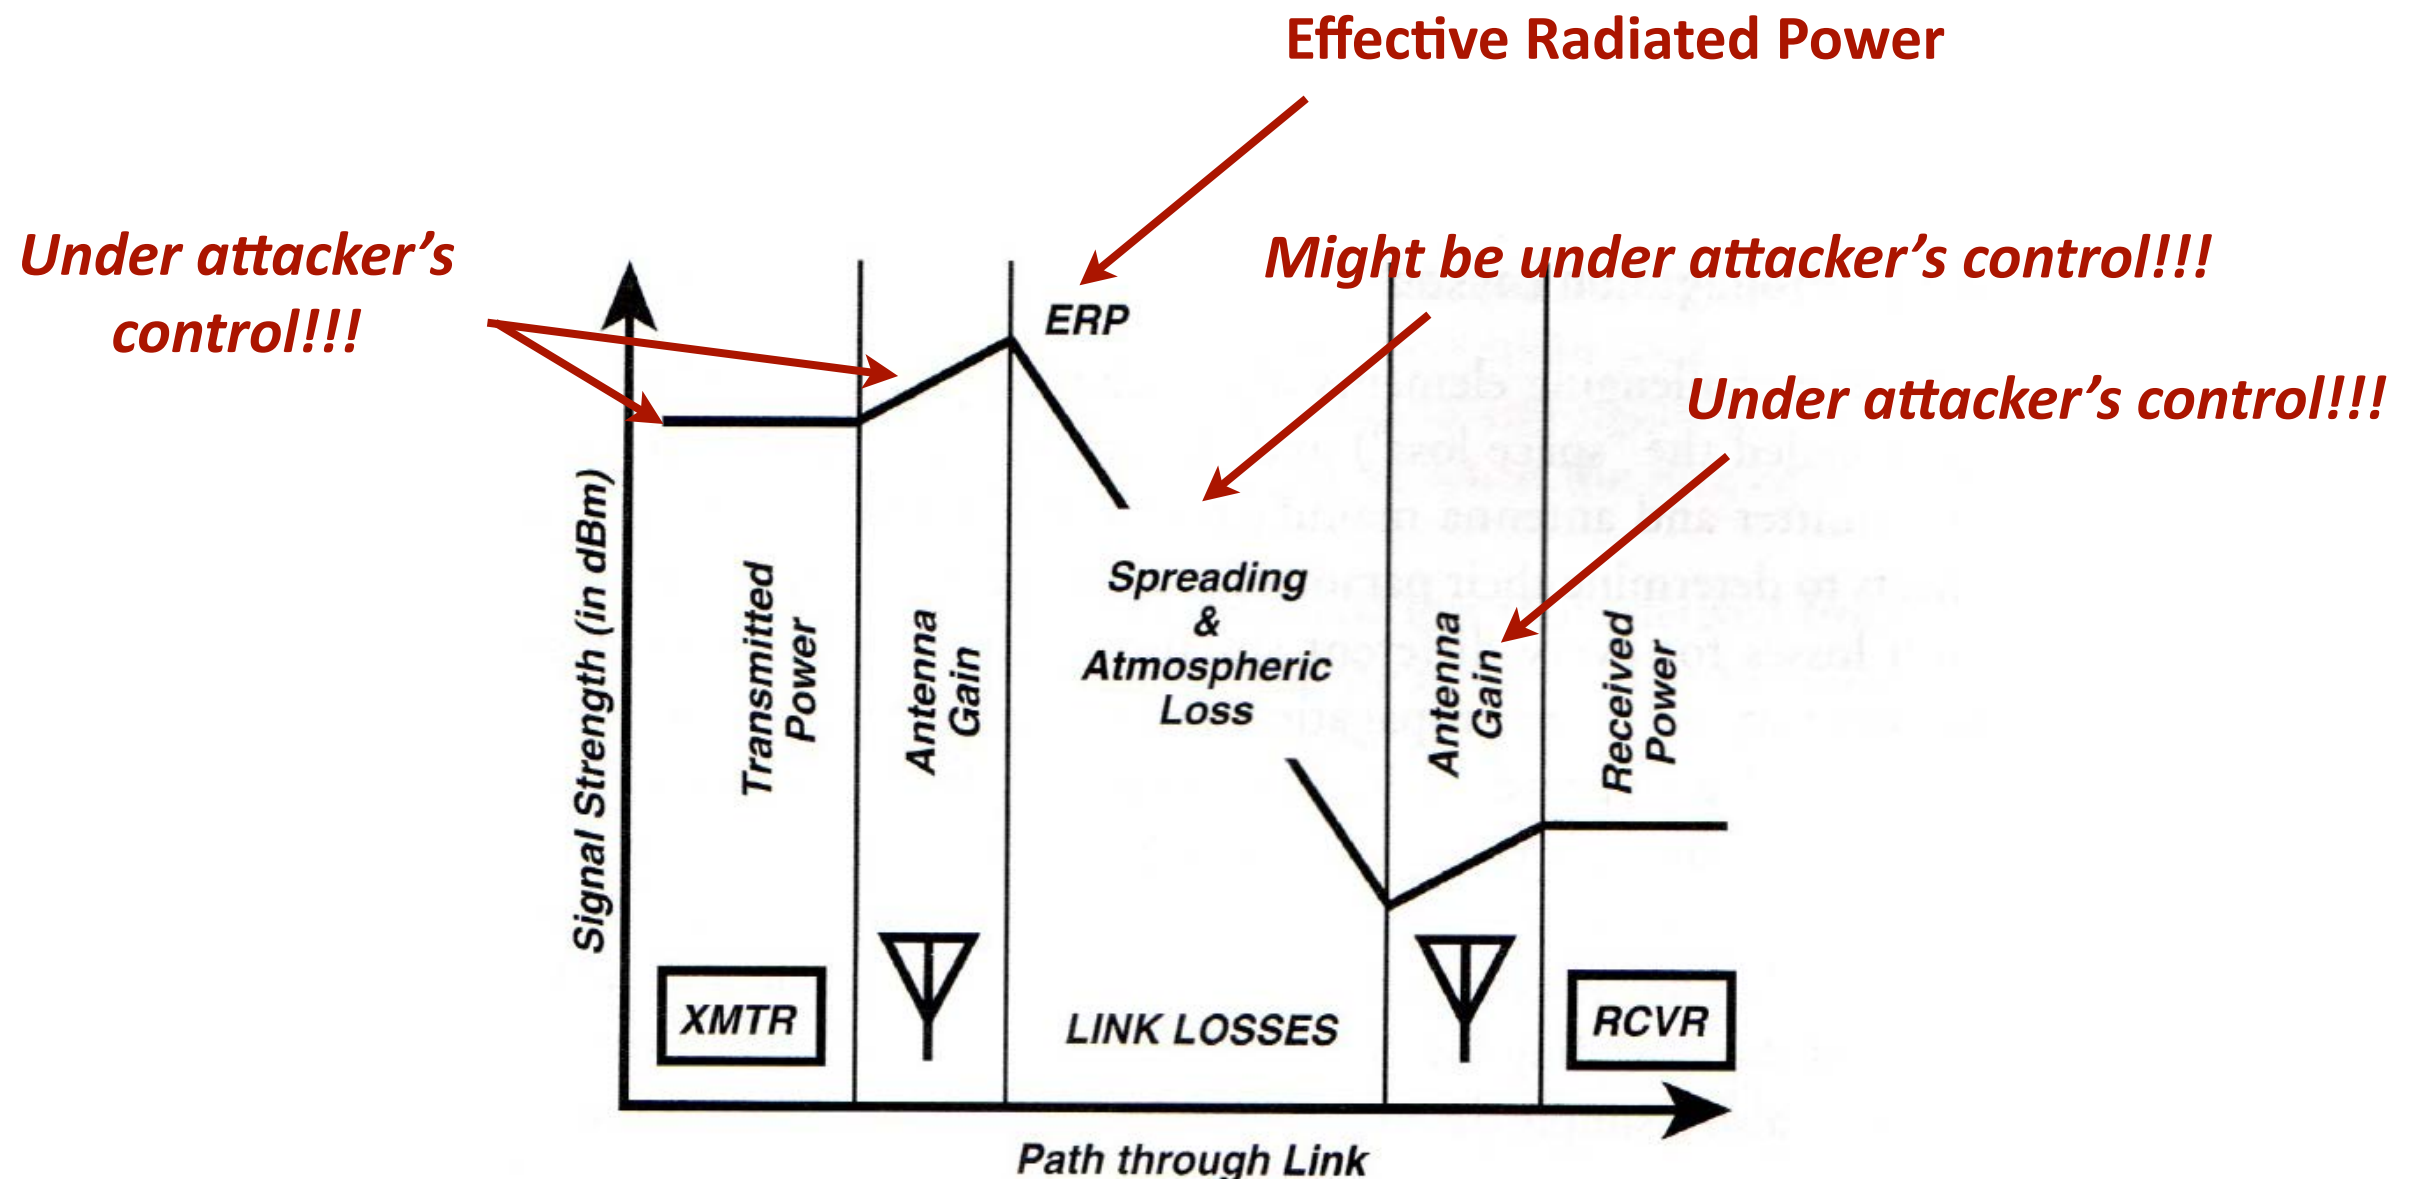 Effective Radiated Power
Under attacker’s
control!!!!
Might be under attacker’s control!!!
ERP
Under attacker’s control!!!
Signal Strength (in dBm)
Transmitted
Power
Antenna
Gain
Spreading
&
Atmospheric
Loss
Antenna
Gain
Received
Power
XMTR
LINK LOSSES
RCVR
Path through Link